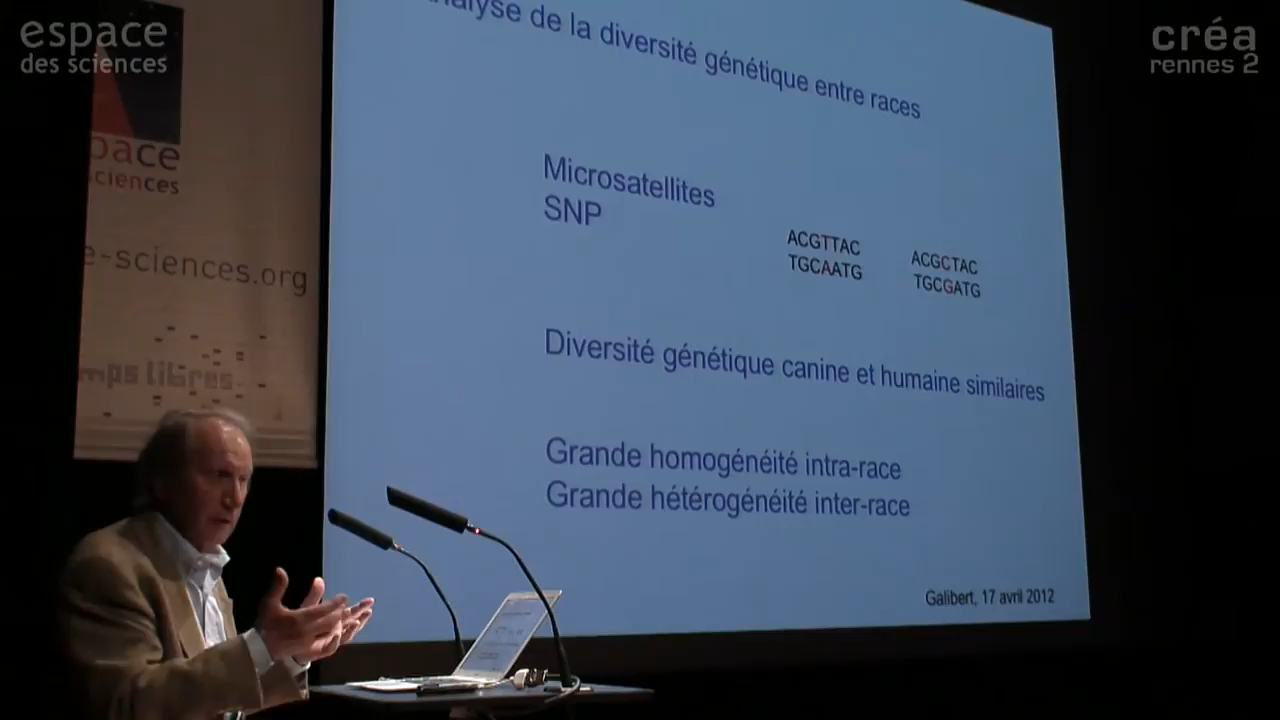 espace
des sciences
créa
rennes 2
pace
sciences
e-sciences.org
mps libres
nalyse de la diversité génétique entre races
Microsatellites
SNP
ACGTTAC
TGCAATG
ACGCTAC
TGCGATG
Diversité génétique canine et humaine similaires
Grande homogénéité intra-race
Grande hétérogénéité inter-race
Galibert, 17 avril 2012